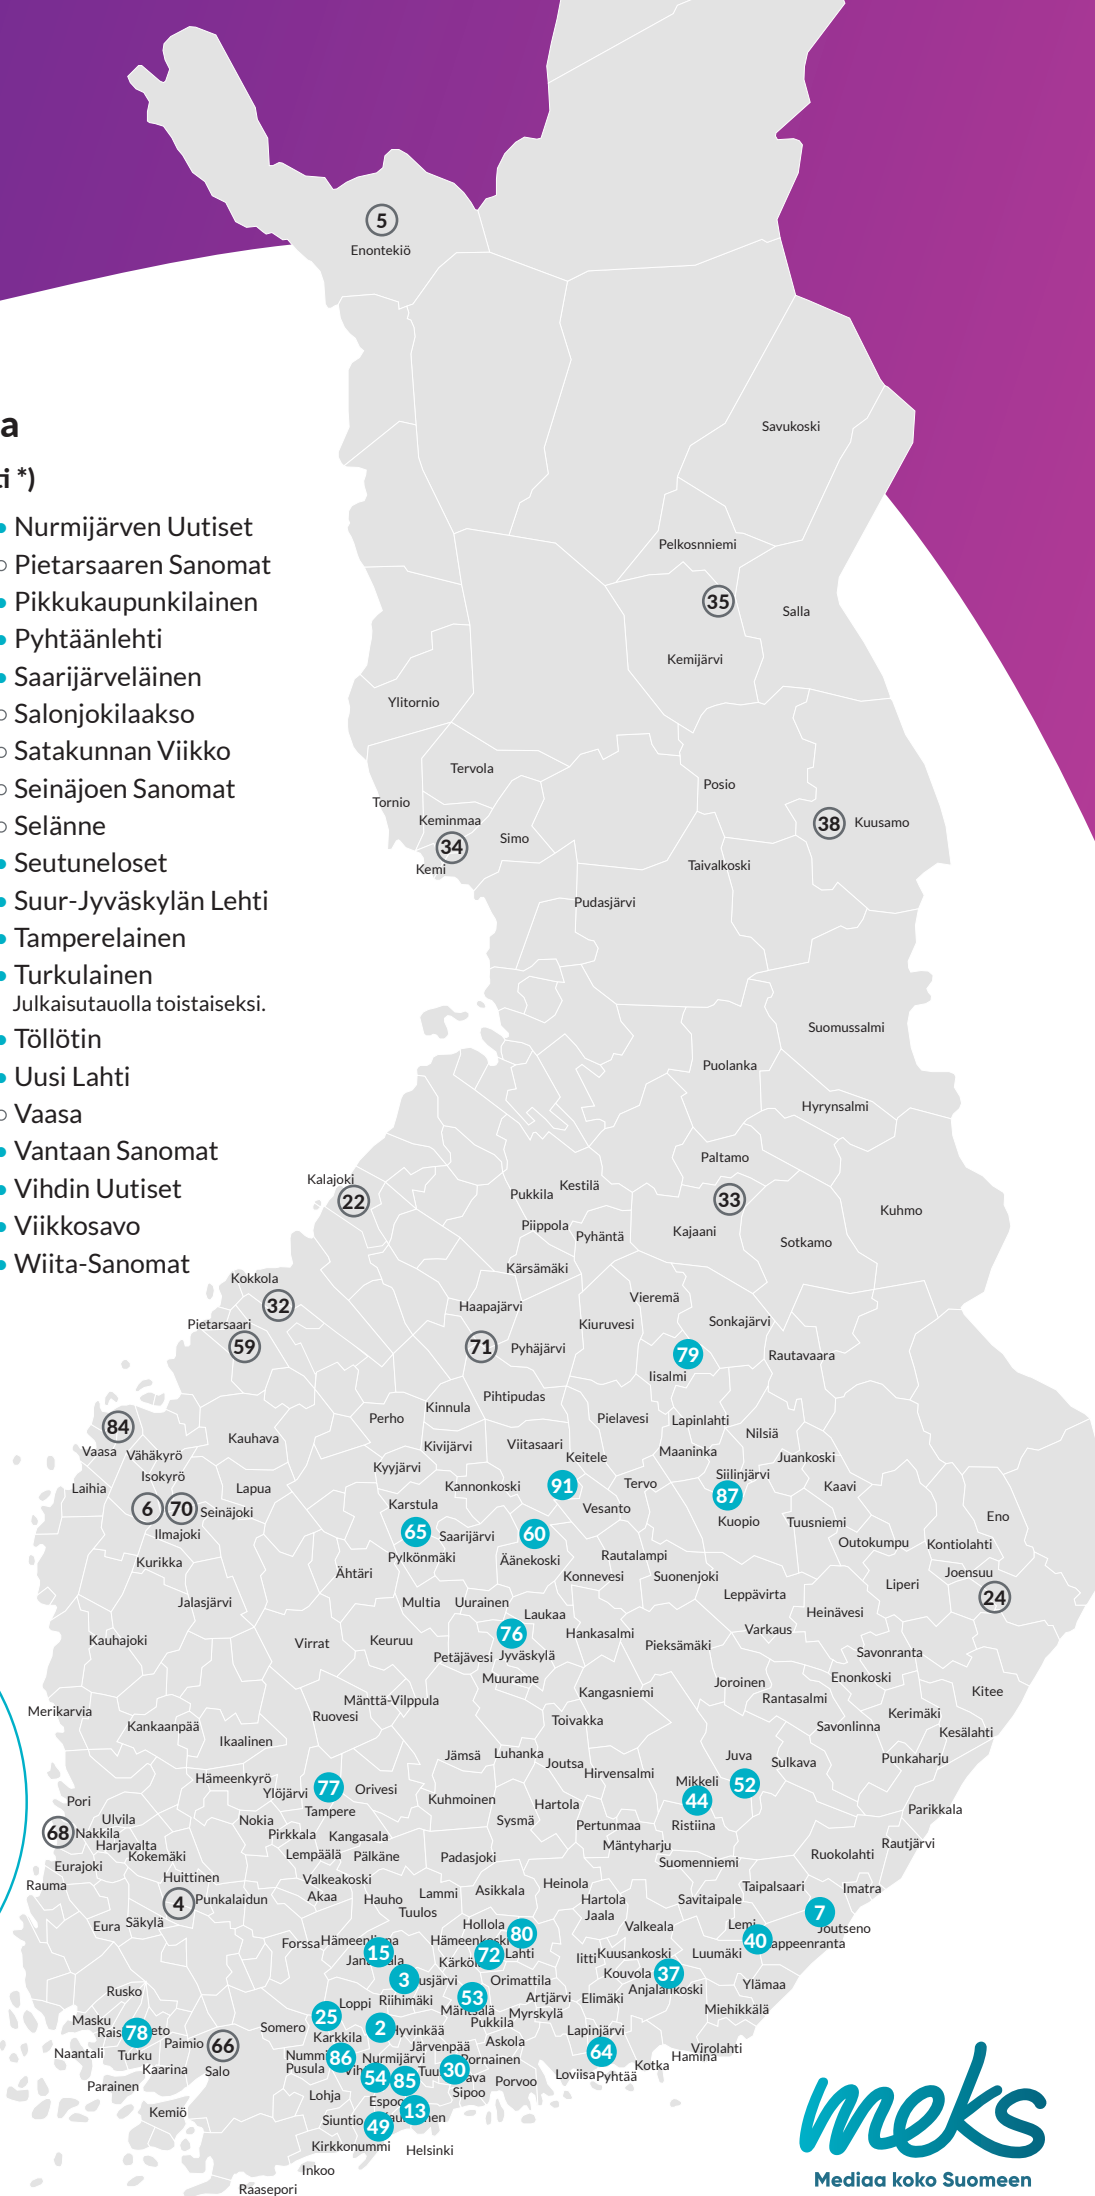 a
ti *)
Nurmijärven Uutiset
Pietarsaaren Sanomat
Pikkukaupunkilainen
Pyhtäänlehti
Saarijärveläinen
Salonjokilaakso
Satakunnan Viikko
Seinäjoen Sanomat
Selänne
Seutuneloset
Suur-Jyväskylän Lehti
Tamperelainen
Turkulainen
Julkaisutauolla toistaiseksi.
Töllötin
Uusi Lahti
Vaasa
Vantaan Sanomat
Vihdin Uutiset
Viikkosavo
Wiita-Sanomat
5
Enontekiö
Savukoski
Pelkosnniemi
35
Salla
Kemijärvi
Ylitornio
Tervola
Posio
Tornio
Keminmaa
38 Kuusamo
Simo
34
Kemi
Taivalkoski
Pudasjärvi
Suomussalmi
Puolanka
Hyrynsalmi
Paltamo
Kalajoki
22
Pukkila
Kestilä
33
Kuhmo
Piippola
Pyhäntä
Kajaani
Sotkamo
Kärsämäki
Kokkola
32
Haapajärvi
Vieremä
Pietarsaari
59
Kiuruvesi
Sonkajärvi
71
Pyhäjärvi
79
Rautavaara
Iisalmi
Pihtipudas
Kinnula
Perho
Pielavesi
Lapinlahti
84
Nilsiä
Kauhava
Vaasa
Vähäkyrö
Kivijärvi
Viitasaari
Keitele
Maaninka
Juankoski
Kyyjärvi
Isokyrö
Siilinjärvi
Laihia
Lapua
Kannonkoski
91
Tervo
87
Kaavi
6
70
Seinäjoki
Karstula
Vesanto
Kuopio
Tuusniemi
Eno
Ilmajoki
65
Saarijärvi
60
Outokumpu
Kontiolahti
Kurikka
Pylkönmäki
Äänekoski
Rautalampi
Ähtäri
Konnevesi
Suonenjoki
Joensuu
Liperi
24
Jalasjärvi
Multia
Uurainen
Leppävirta
Laukaa
Heinävesi
Kauhajoki
Virrat
Keuruu
76
Hankasalmi
Varkaus
Petäjävesi
Jyväskylä
Pieksämäki
Savonranta
Muurame
Joroinen
Enonkoski
Kangasniemi
Rantasalmi
Kitee
Merikarvia
Mänttä-Vilppula
Ruovesi
Toivakka
Kerimäki
Kankaanpää
Savonlinna
Kesälahti
Ikaalinen
Jämsä
Luhanka
Joutsa
Juva
Sulkava
Punkaharju
Hämeenkyrö
Hirvensalmi
Mikkeli
52
Ylöjärvi
77
Orivesi
44
Pori
Kuhmoinen
Hartola
Parikkala
Tampere
Ulvila
Nokia
Sysmä
Pertunmaa
Ristiina
68
Nakkila
Pirkkala
Kangasala
Harjavalta
Mäntyharju
Rautjärvi
Kokemäki
Lempäälä
Pälkäne
Padasjoki
Suomenniemi
Ruokolahti
Eurajoki
Huittinen
Valkeakoski
Rauma
Akaa
Heinola
Taipalsaari
Imatra
4
Punkalaidun
Hauho
Lammi
Asikkala
Hartola
Savitaipale
Tuulos
Jaala
7
Eura
Säkylä
Hollola
80
Valkeala
Lemi
Joutseno
Forssa
40
15
72
Lahti
Iitti
Kuusankoski
Luumäki
3
Orimattila
Kouvola
37
Rusko
53
Artjärvi
Elimäki
Ylämaa
Loppi
Riihimäki
Myrskylä
Miehikkälä
Masku
25
Pukkila
78
Somero
2
Hyvinkää
Lapinjärvi
Karkkila
Askola
Naantali
Turku
Paimio
66
86
Nurmijärvi
Järvenpää
64
Virolahti
Kaarina
Salo
Pusula
54
85
30
Kotka
Hamina
Loviisa
Pyhtää
Parainen
Lohja
Sipoo
Porvoo
Kemiö
13
Siuntio
49
Kirkkonummi
Helsinki
Inkoo
Raasepori
meks
Mediaa koko Suomeen